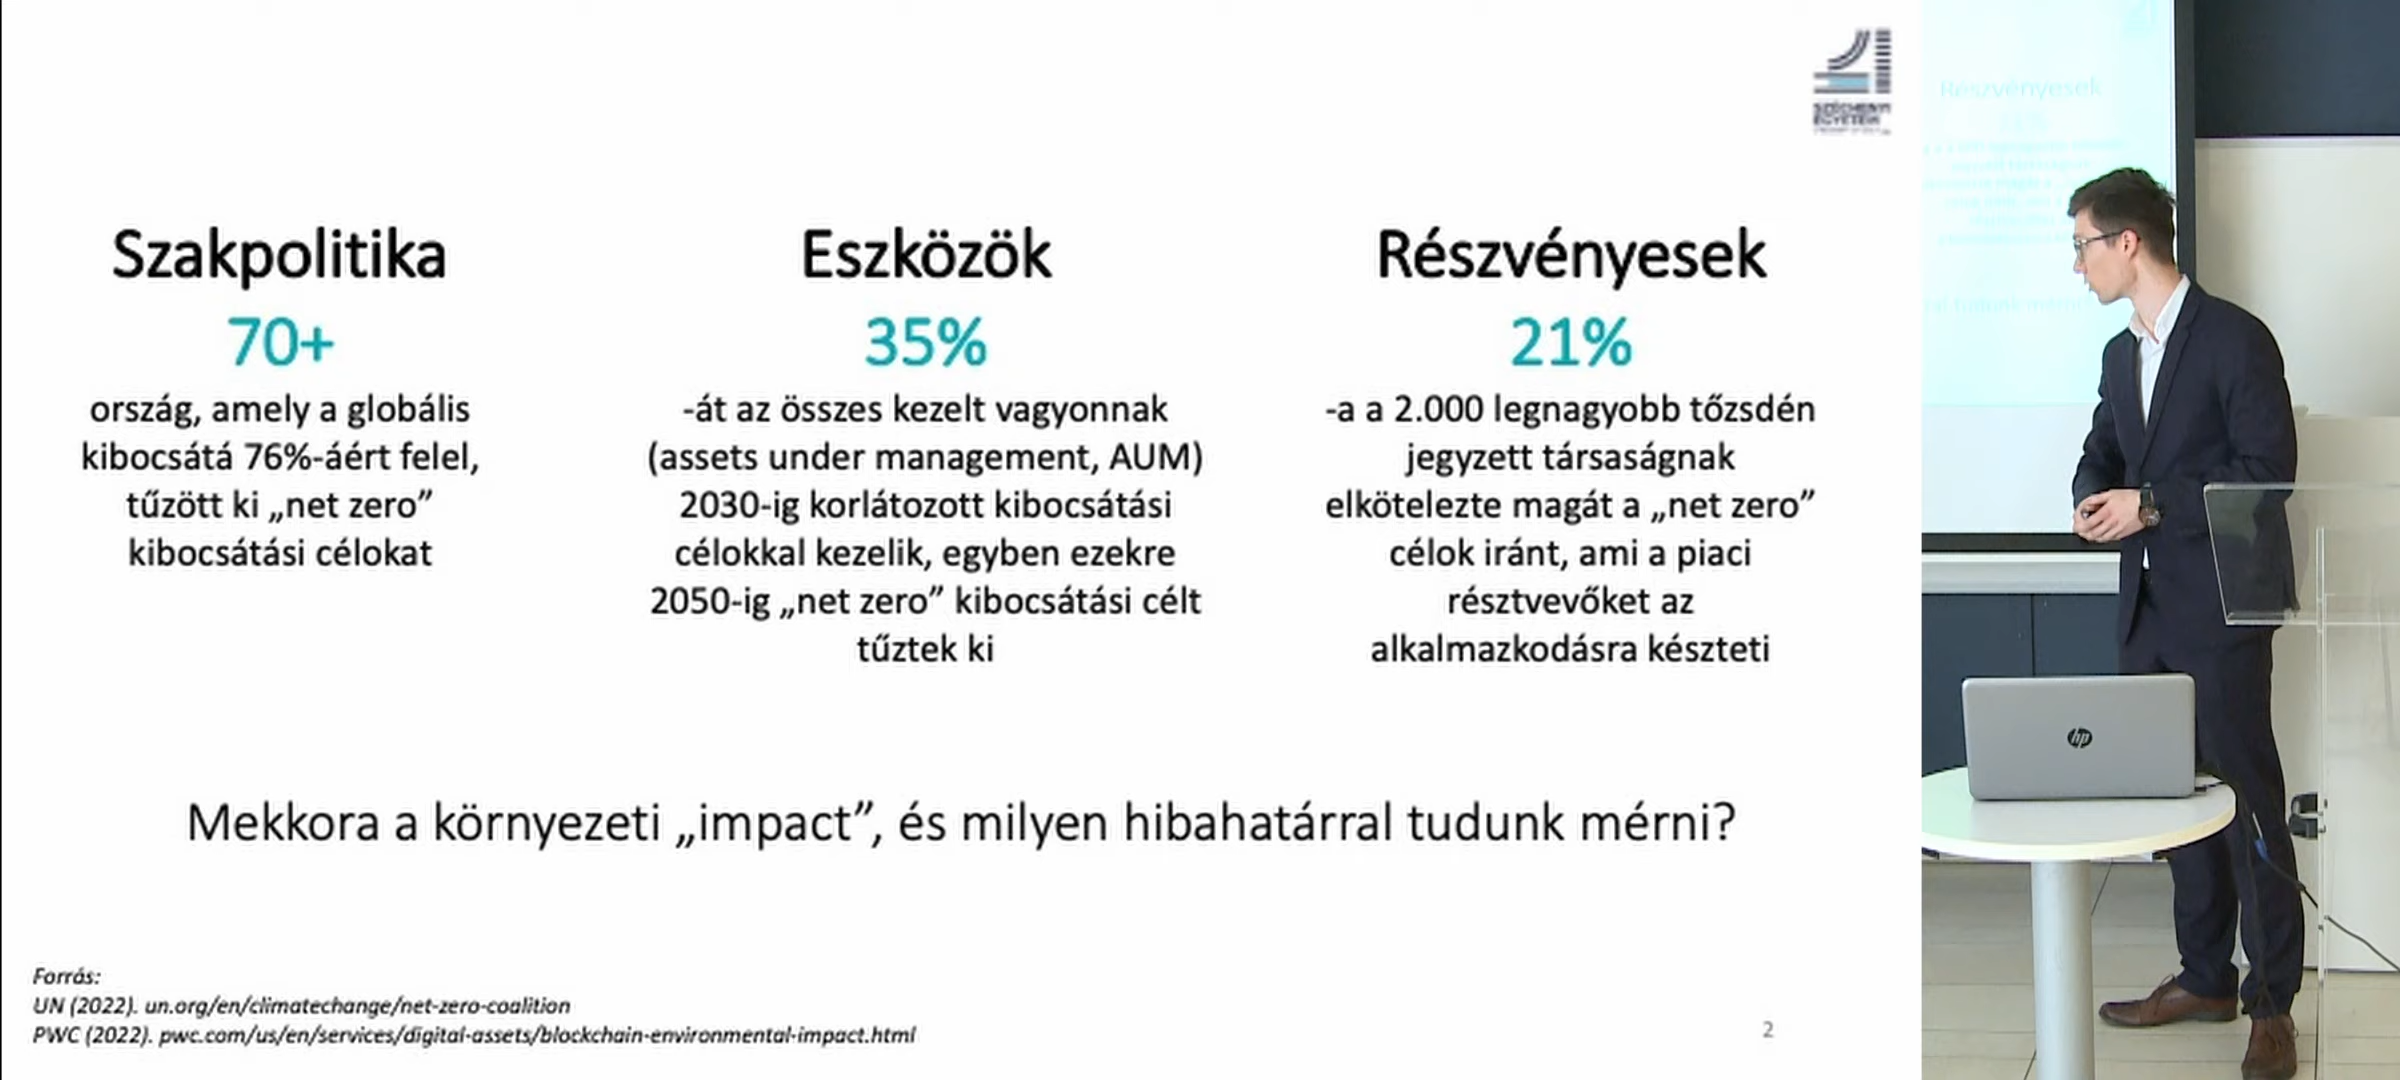 SZÉCHENYI
EGYETEM
Szakpolitika
70+
ország, amely a globális
kibocsátá 76%-áért felel,
tűzött ki „net zero”
kibocsátási célokat
Eszközök
35%
-át az összes kezelt vagyonnak
(assets under management, AUM)
2030-ig korlátozott kibocsátási
célokkal kezelik, egyben ezekre
2050-ig „net zero” kibocsátási célt
tűztek ki
Részvényesek
21%
-a a 2.000 legnagyobb tőzsdén
jegyzett társaságnak
elkötelezte magát a „net zero”
célok iránt, ami a piaci
résztvevőket az
alkalmazkodásra készteti
Mekkora a környezeti „impact”, és milyen hibahatárral tudunk mérni?
Forrás:
UN (2022). un.org/en/climatechange/net-zero-coalition
PWC (2022). pwc.com/us/en/services/digital-assets/blockchain-environmental-impact.html
2
Részvényesek
tudunk mérni
hp